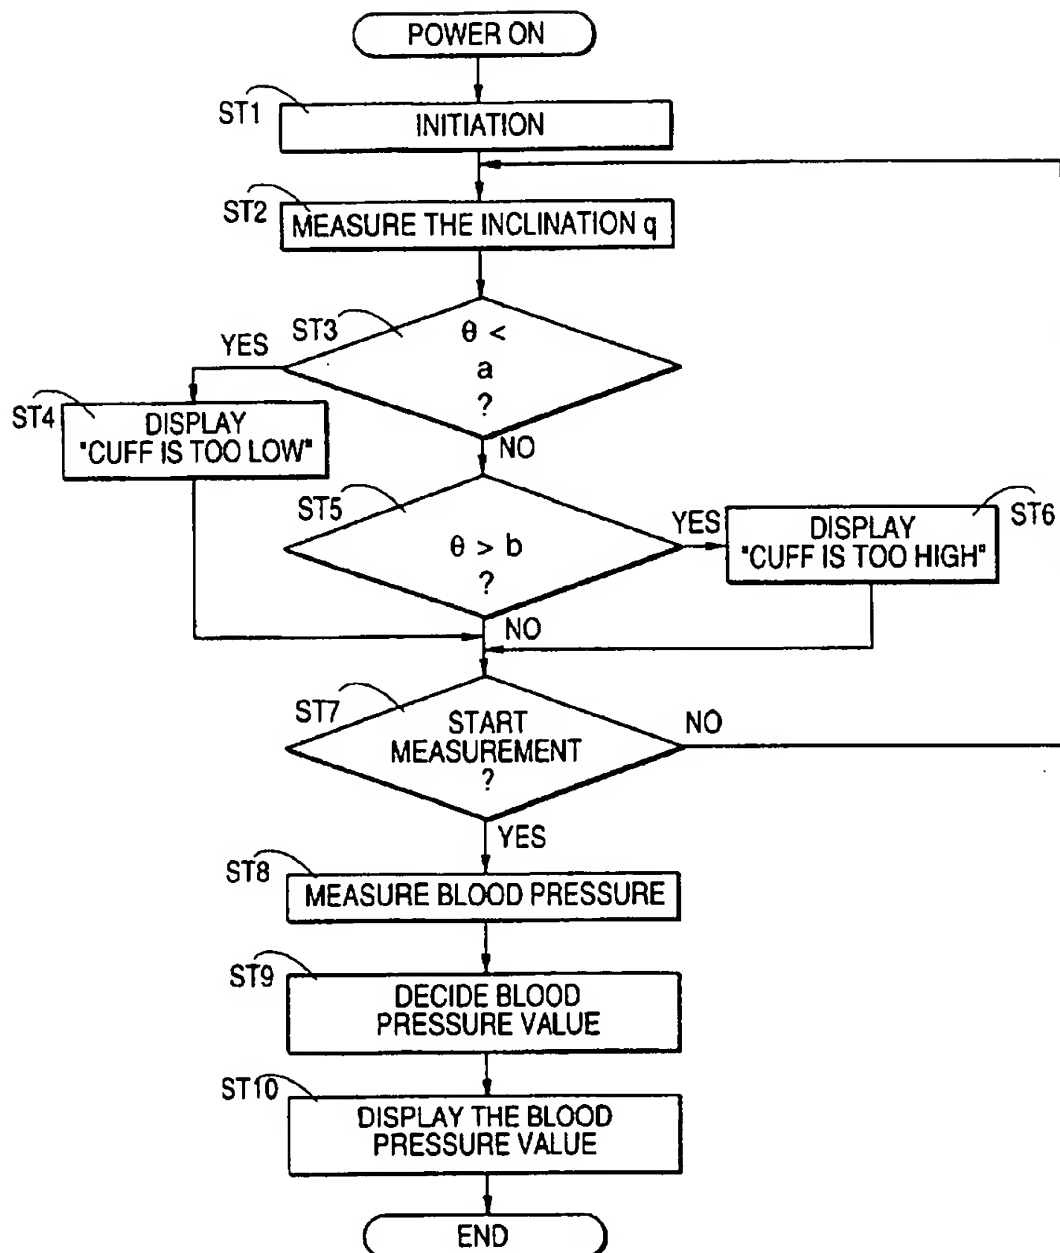 POWER ON
ST1
INITIATION
ST2
MEASURE THE INCLINATION q
ST3
θ <
a
?
YES
NO
ST4
DISPLAY
"CUFF IS TOO LOW"
ST5
θ > b
?
YES
NO
ST6
DISPLAY
"CUFF IS TOO HIGH"
ST7
START
MEASUREMENT
?
NO
YES
ST8
MEASURE BLOOD PRESSURE
ST9
DECIDE BLOOD
PRESSURE VALUE
ST10
DISPLAY THE BLOOD
PRESSURE VALUE
END